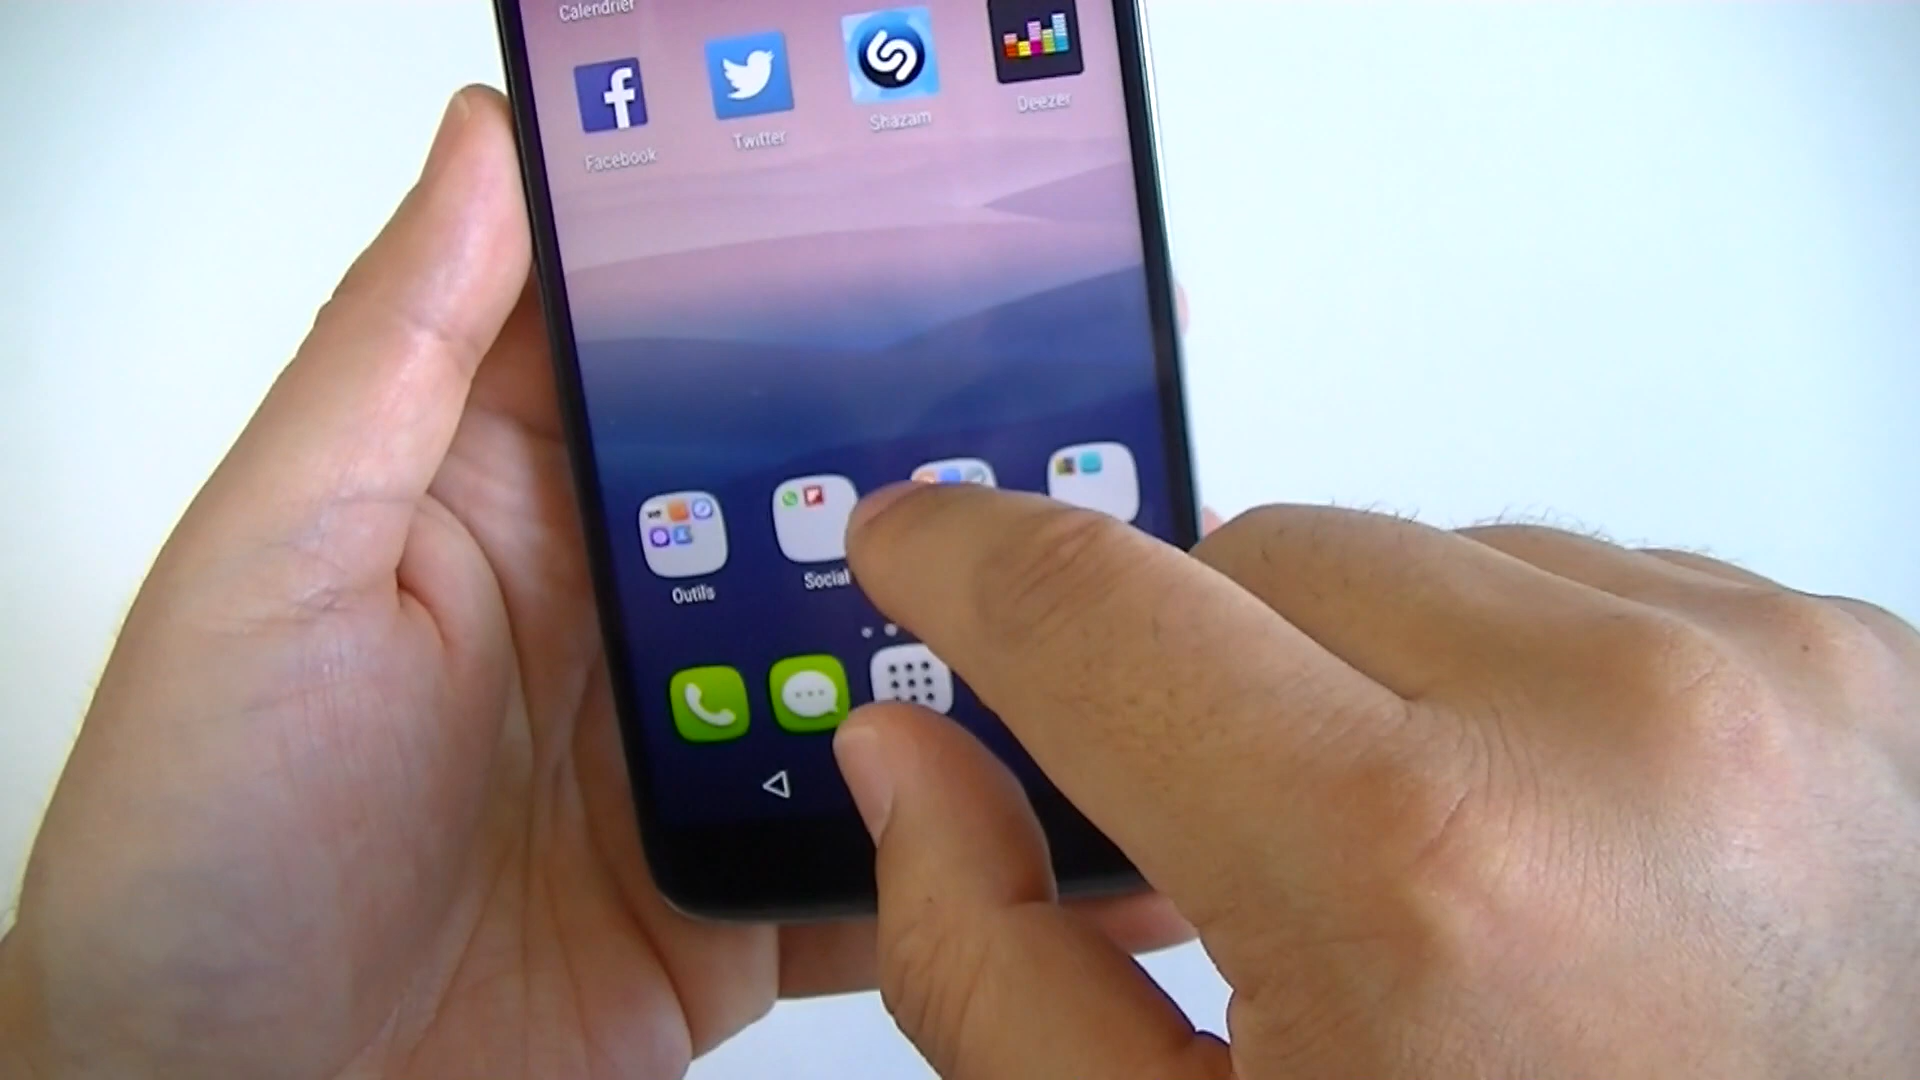 Calendrier
Facebook
Twitter
Shazam
Deezer
Outils
Social